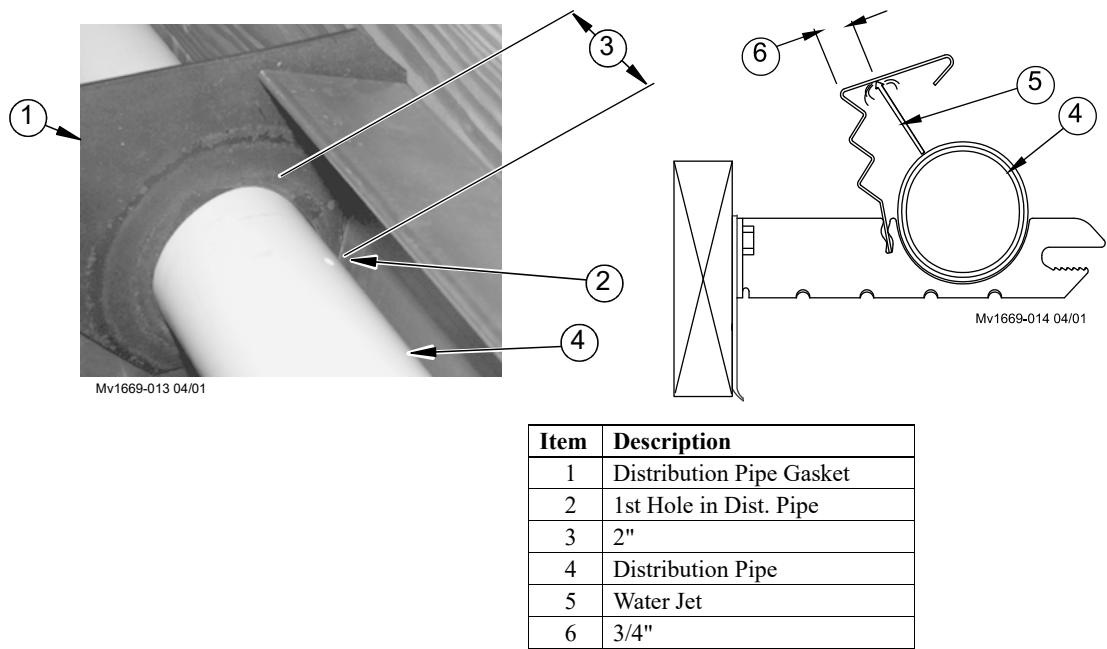 1
3
2
4
Mv1669-013 04/01
6
5
4
Mv1669-014 04/01
Item Description
1 Distribution Pipe Gasket
2 1st Hole in Dist. Pipe
3 2"
4 Distribution Pipe
5 Water Jet
6 3/4"